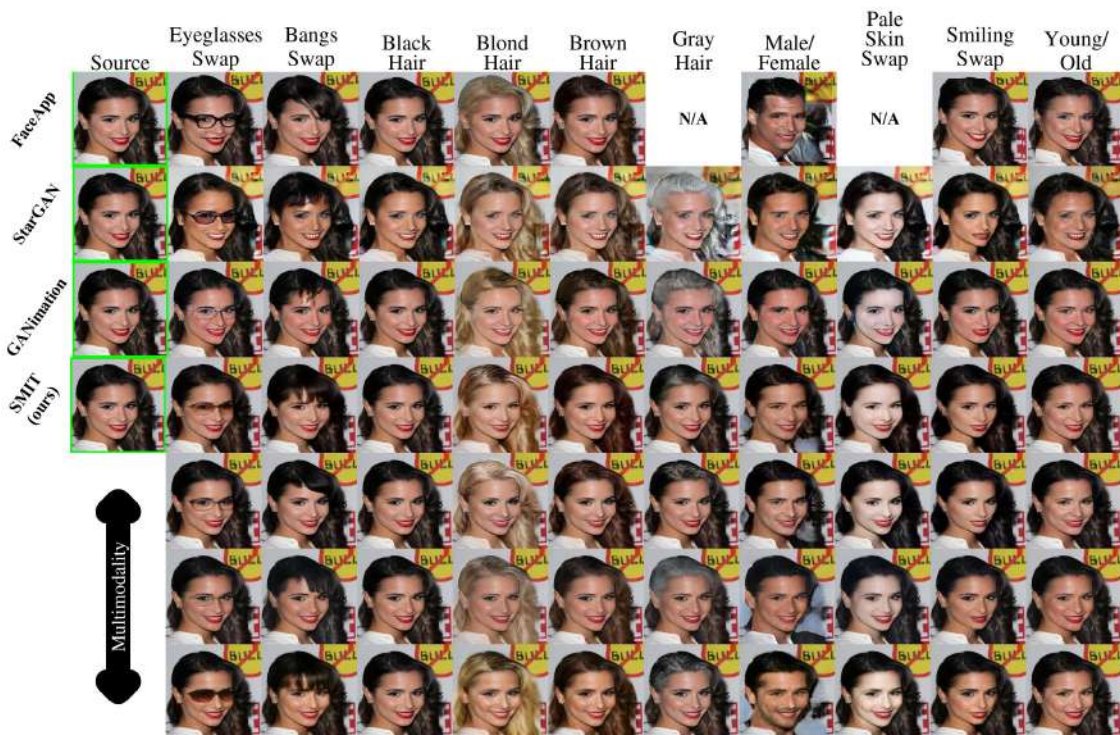 Source
Eyeglasses
Swap
Bangs
Swap
Black
Hair
Blond
Hair
Brown
Hair
Gray
Hair
Male/
Female
Pale
Skin
Swap
Smiling
Swap
Young/
Old
FaceApp
N/A
N/A
StarGAN
GANimation
SMIT
(ours)
Multimodality